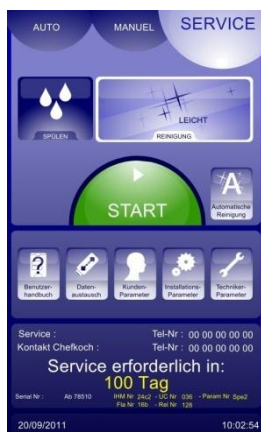 AUTO MANUEL SERVICE
LEICHT
SPÜLEN REINIGUNG
START
A
Automatische
Reinigung
?
Benutzer-
handbuch
Daten-
austausch
Kunden-
Parameter
Installations-
Parameter
Techniker-
Parameter
Service : Tel-Nr : 00 00 00 00 00
Kontakt Chefkoch : Tel-Nr : 00 00 00 00 00
Service erforderlich in:
100 Tag
Serial Nr : Ab 78510 IHM Nr 24c2 - UC Nr 036 - Param Nr Spe2
Fla Nr 16b - Rel Nr 128
20/09/2011 10:02:54